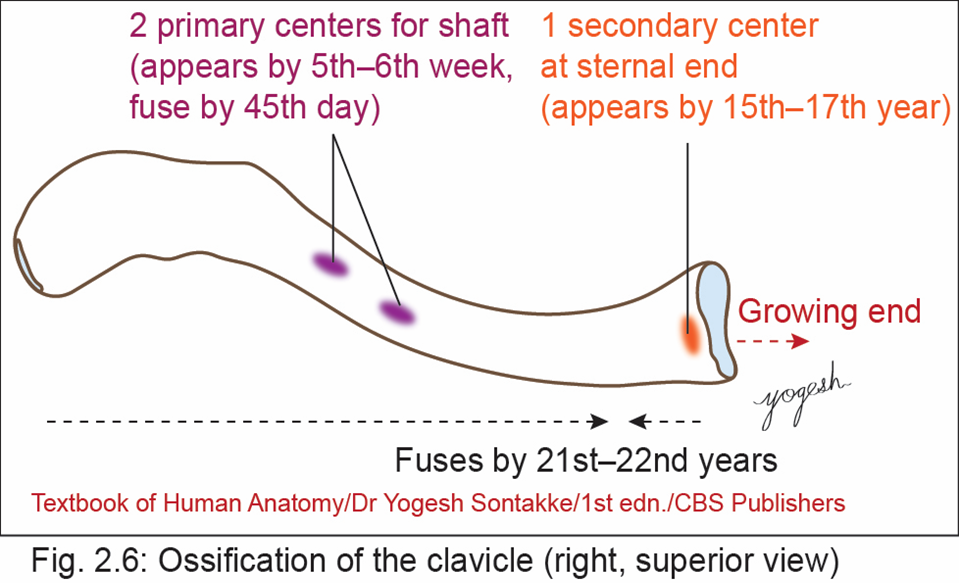 2 primary centers for shaft
(appears by 5th–6th week,
fuse by 45th day)
1 secondary center
at sternal end
(appears by 15th–17th year)
Growing end
yogesh
Fuses by 21st–22nd years
Textbook of Human Anatomy/Dr Yogesh Sontakke/1st edn./CBS Publishers
Fig. 2.6: Ossification of the clavicle (right, superior view)